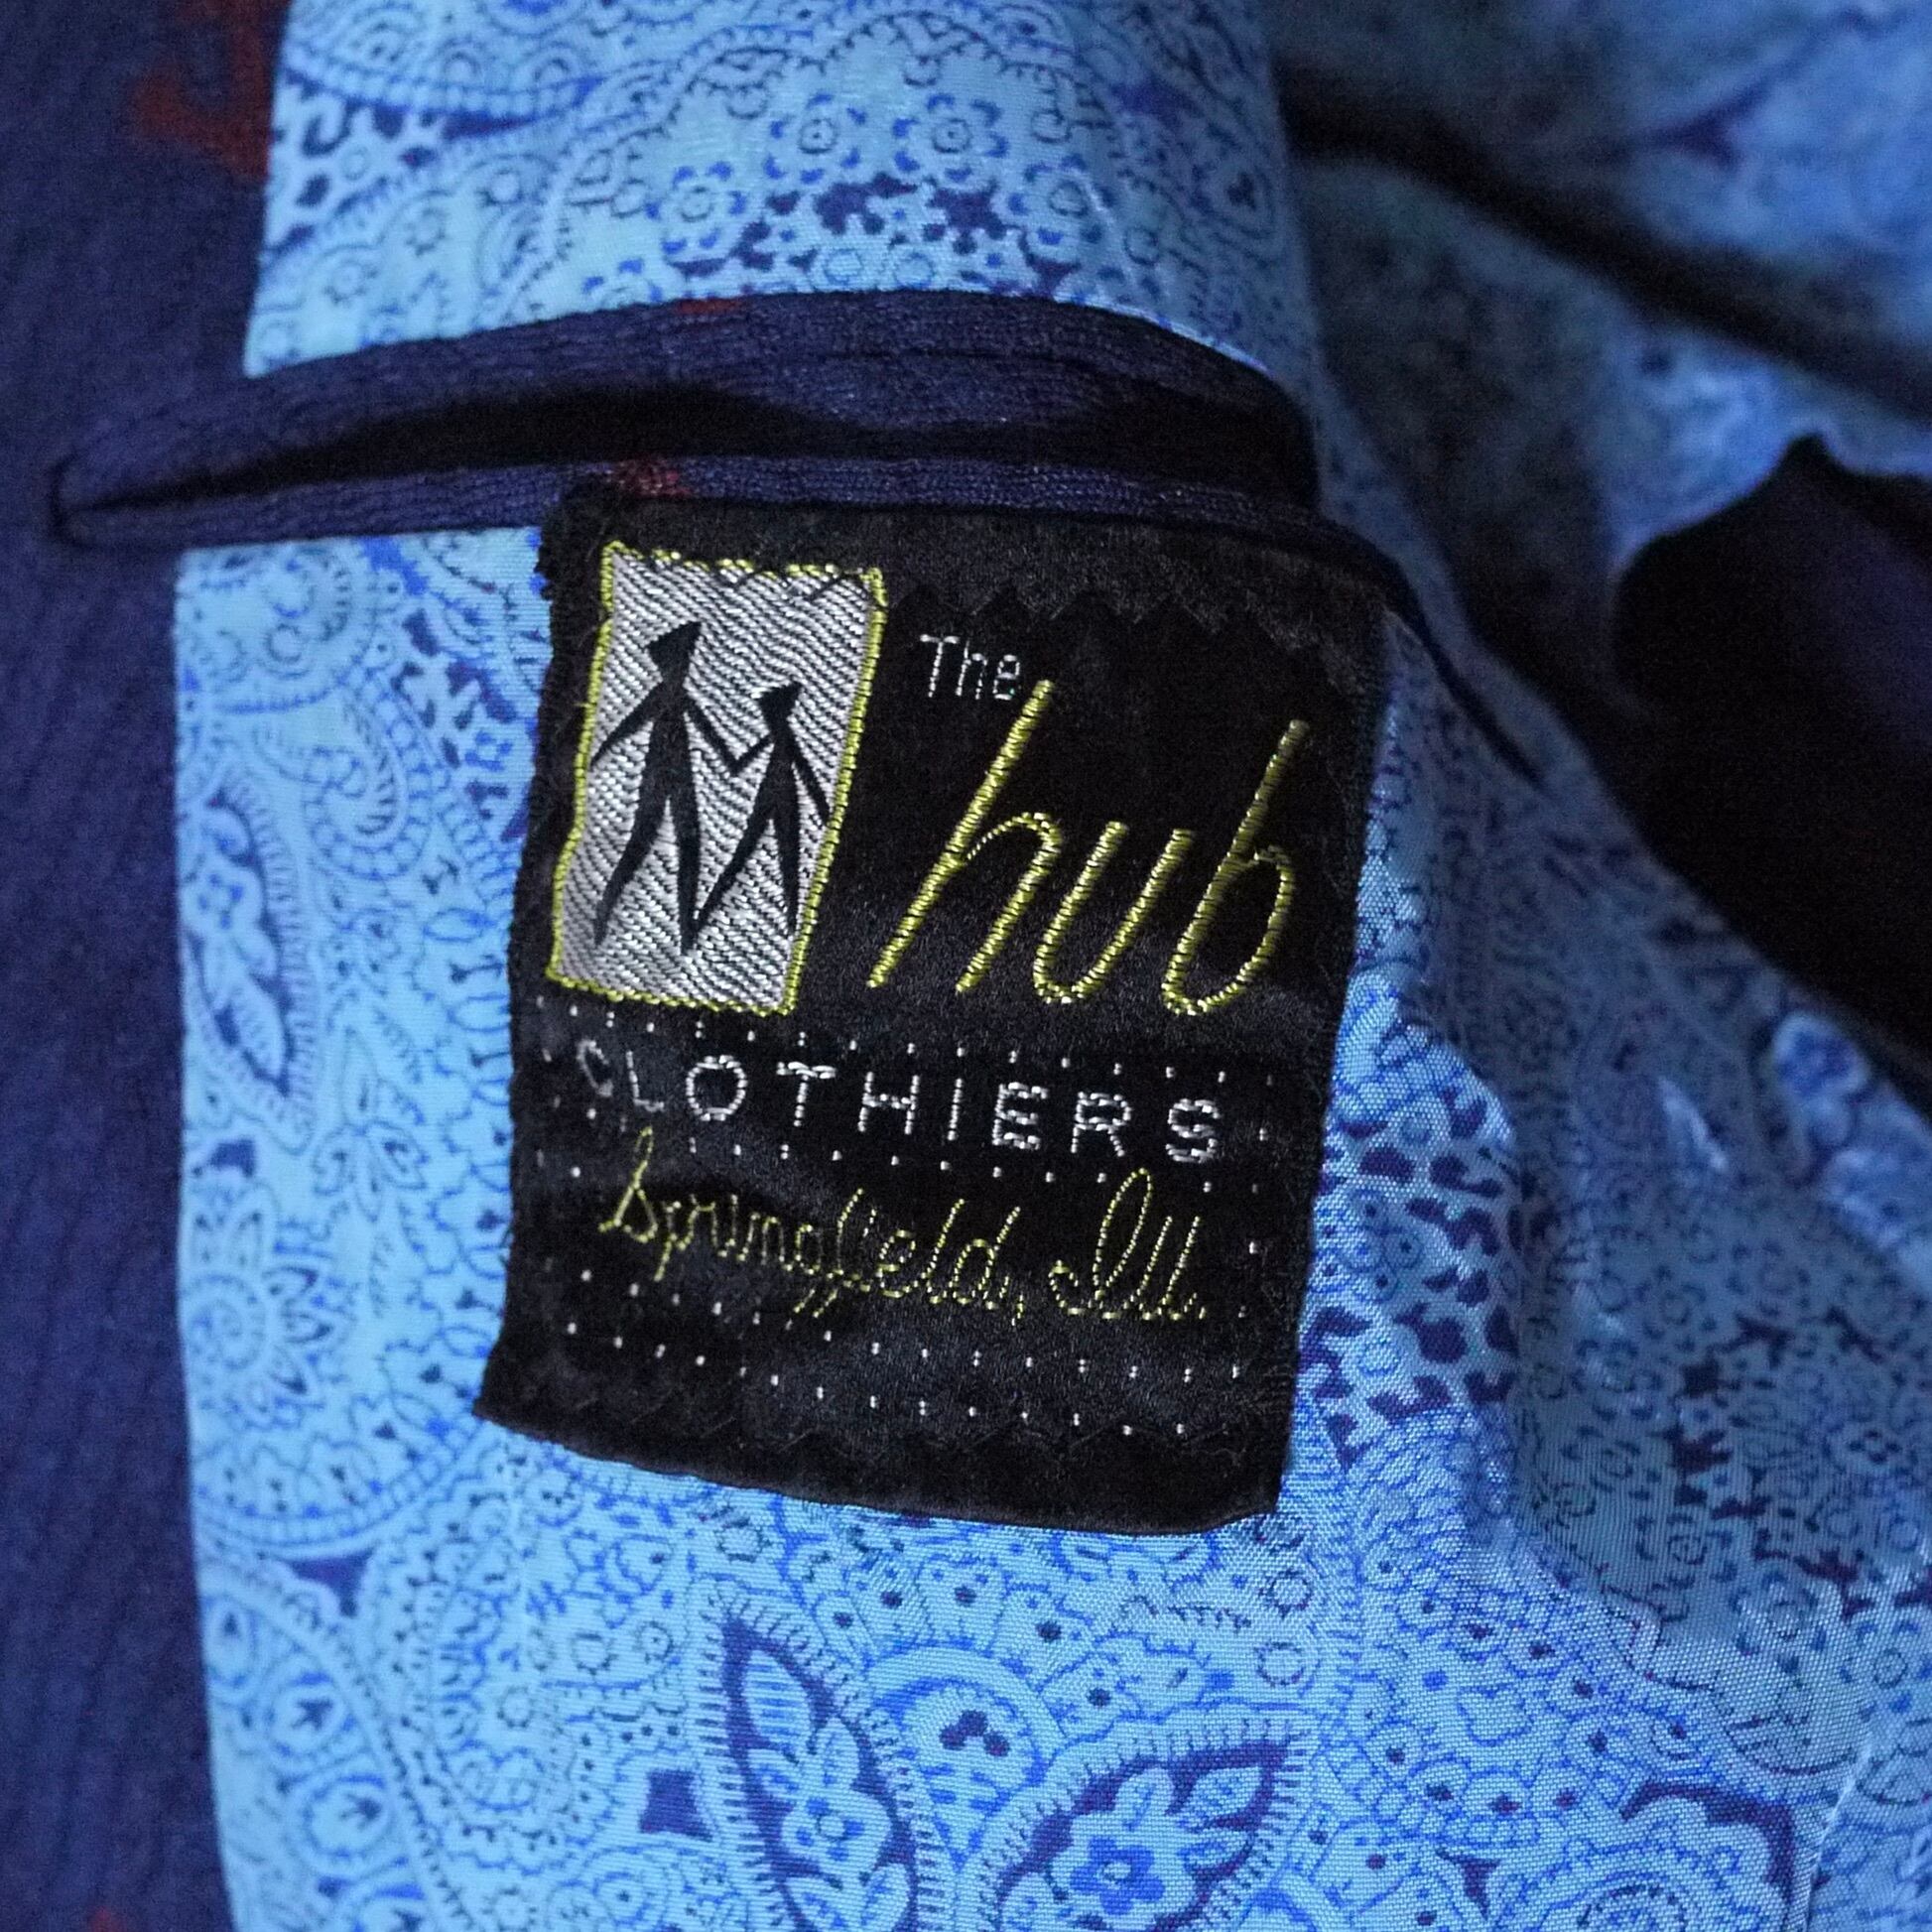 The
hub
CLOTHIERS
Springfield, Ill.